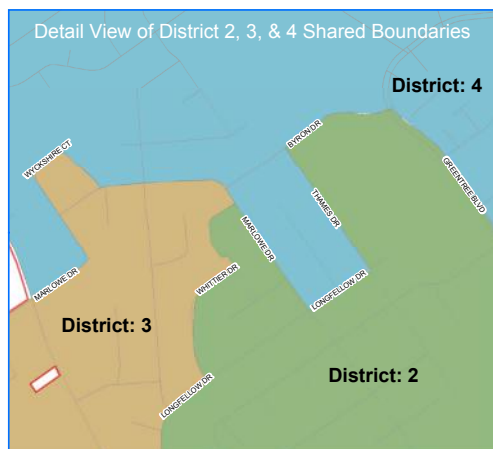 Detail View of District 2, 3, & 4 Shared Boundaries
District: 4
BYRON DR
WYCKSHIRE CT
GREENTREE BLVD
THAMES DR
MARLOWE DR
WHITTIER DR
MARLOWE DR
LONGFELLOW DR
District: 3
District: 2
LONGFELLOW DR